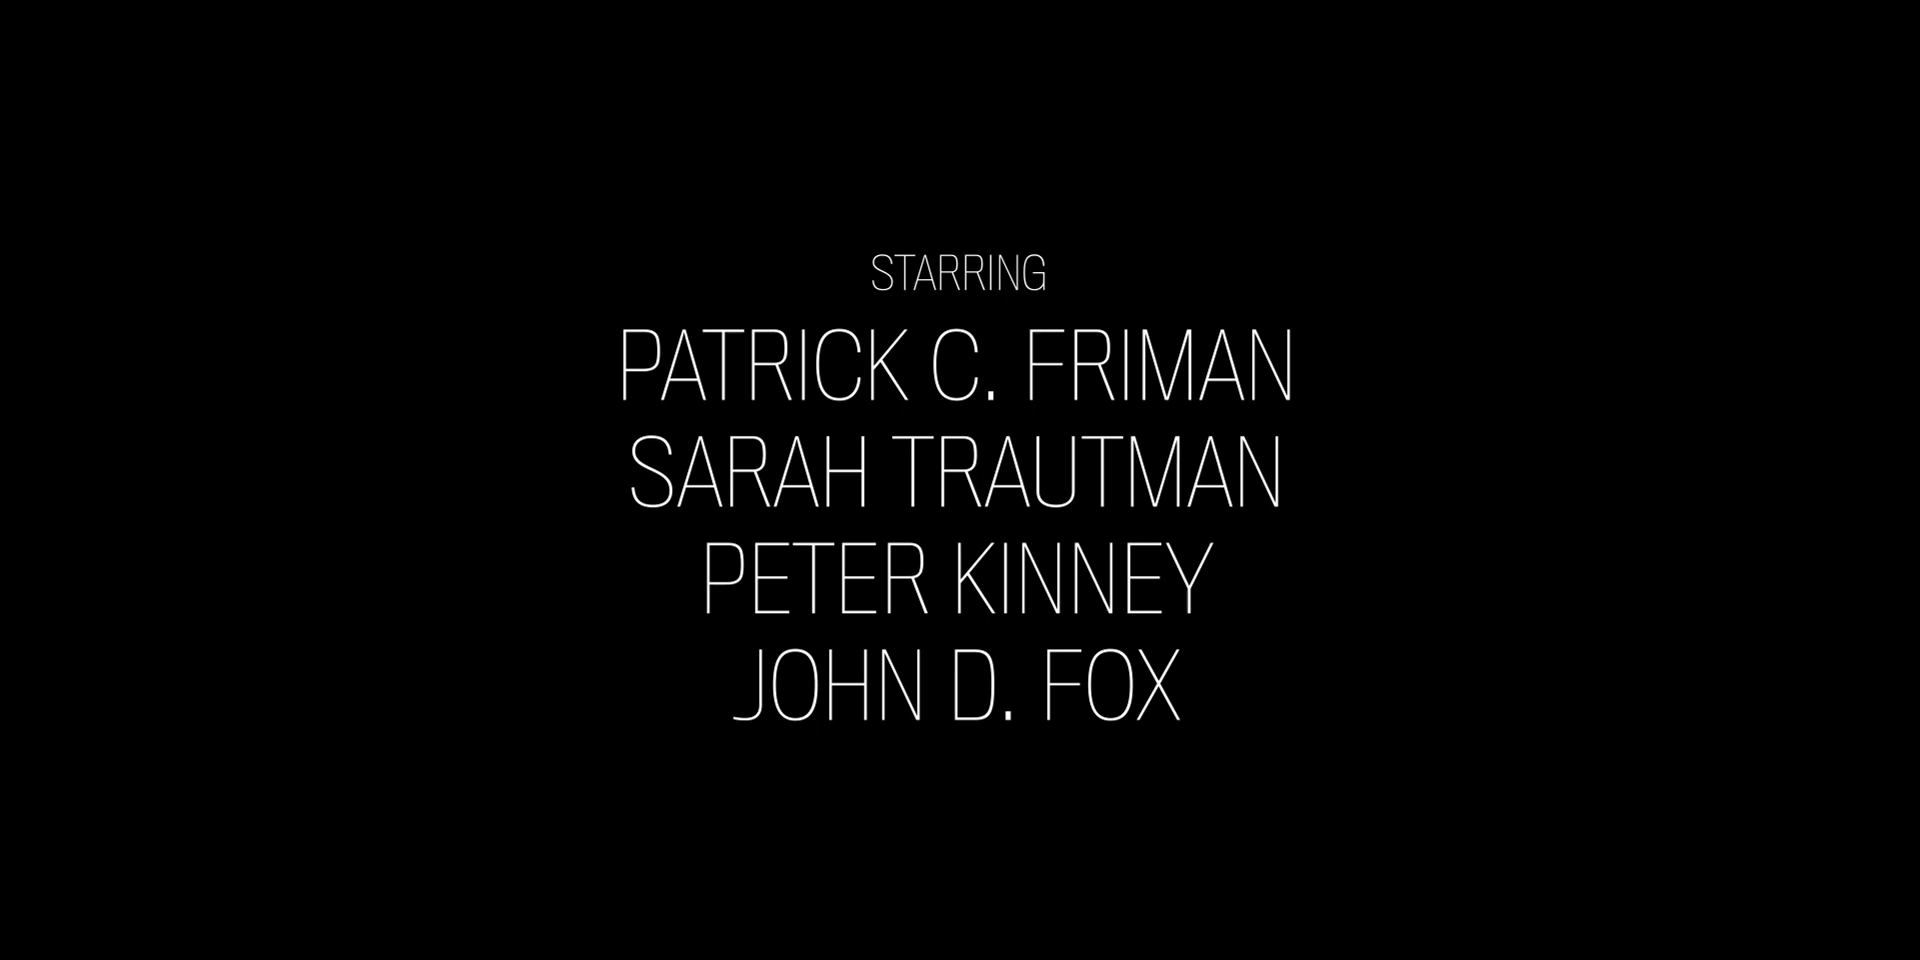 STARRING
PATRICK C. FRIMAN
SARAH TRAUTMAN
PETER KINNEY
JOHN D. FOX